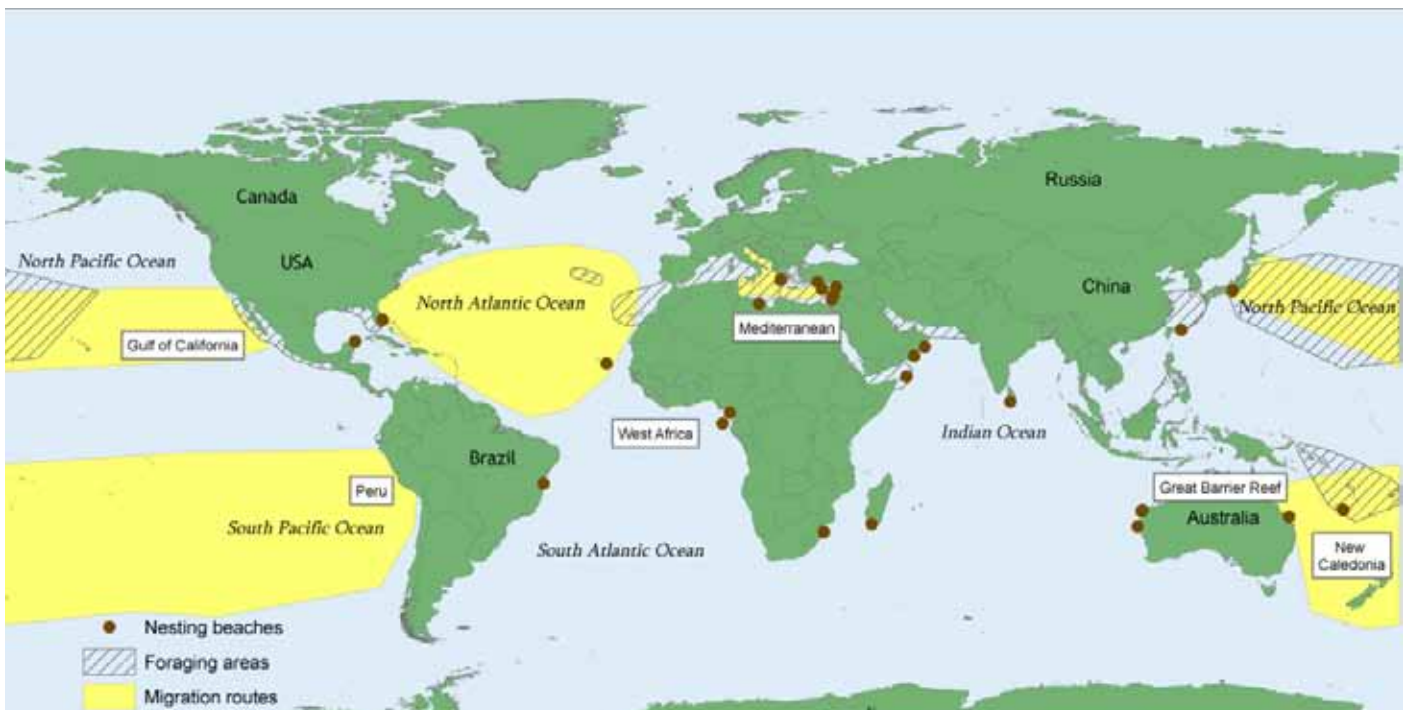 Canada
Russia
North Pacific Ocean
USA
China
North Atlantic Ocean
North Pacific Ocean
Mediterranean
Gulf of California
West Africa
Indian Ocean
Brazil
Peru
Great Barrier Reef
Australia
South Pacific Ocean
South Atlantic Ocean
New
Caledonia
Nesting beaches
Foraging areas
Migration routes